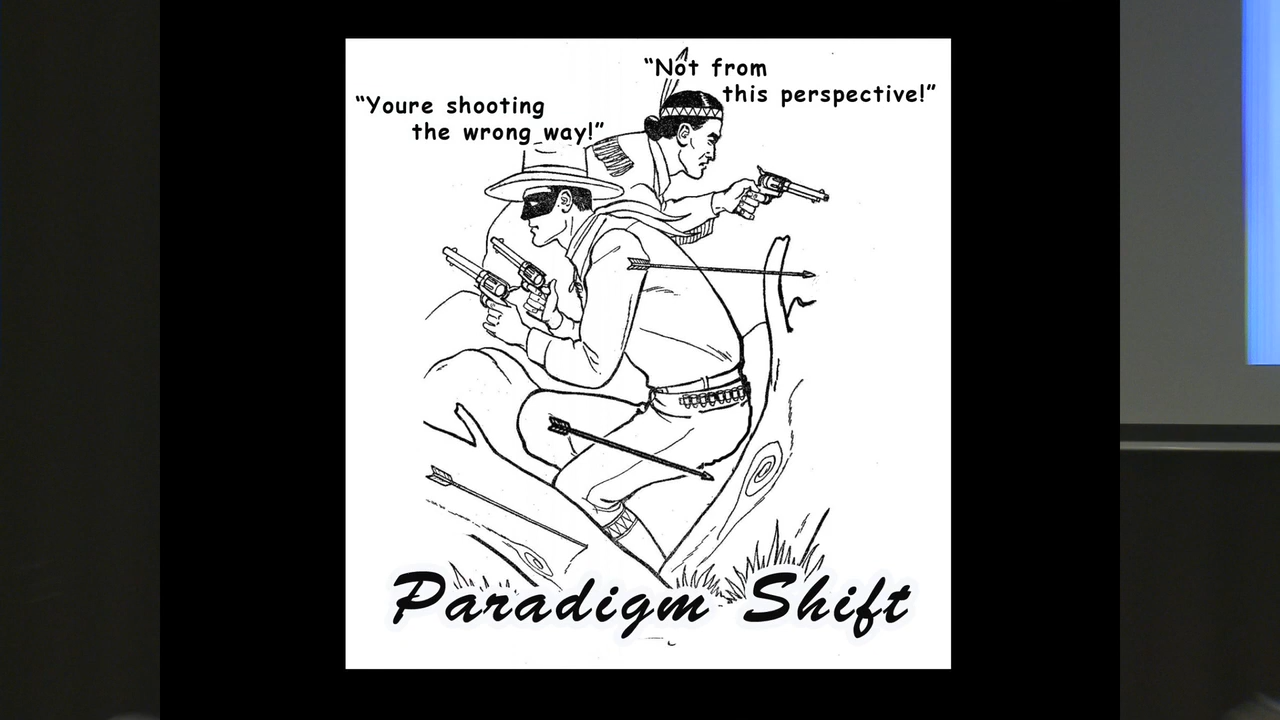 “Not from
this perspective!”
“Youre shooting
the wrong way!”
Paradigm Shift